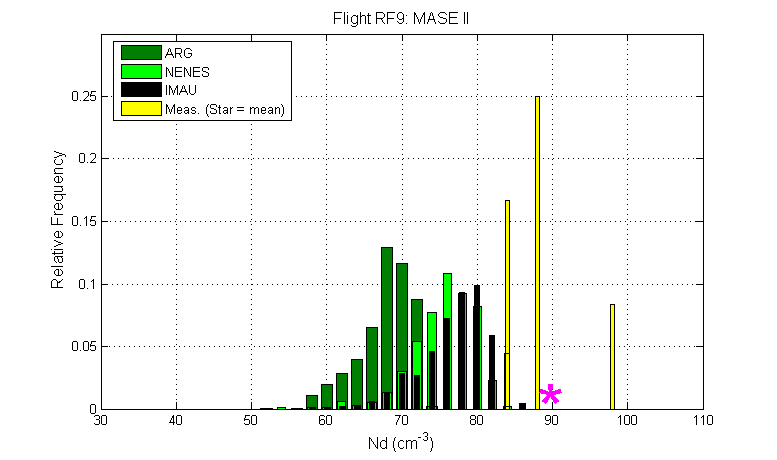 Flight RF9: MASE II
ARG
NENES
IMAU
Meas. (Star = mean)
Relative Frequency
0.25
0.2
0.15
0.1
0.05
0
30 40 50 60 70 80 90 100 110
Nd (cm⁻³)